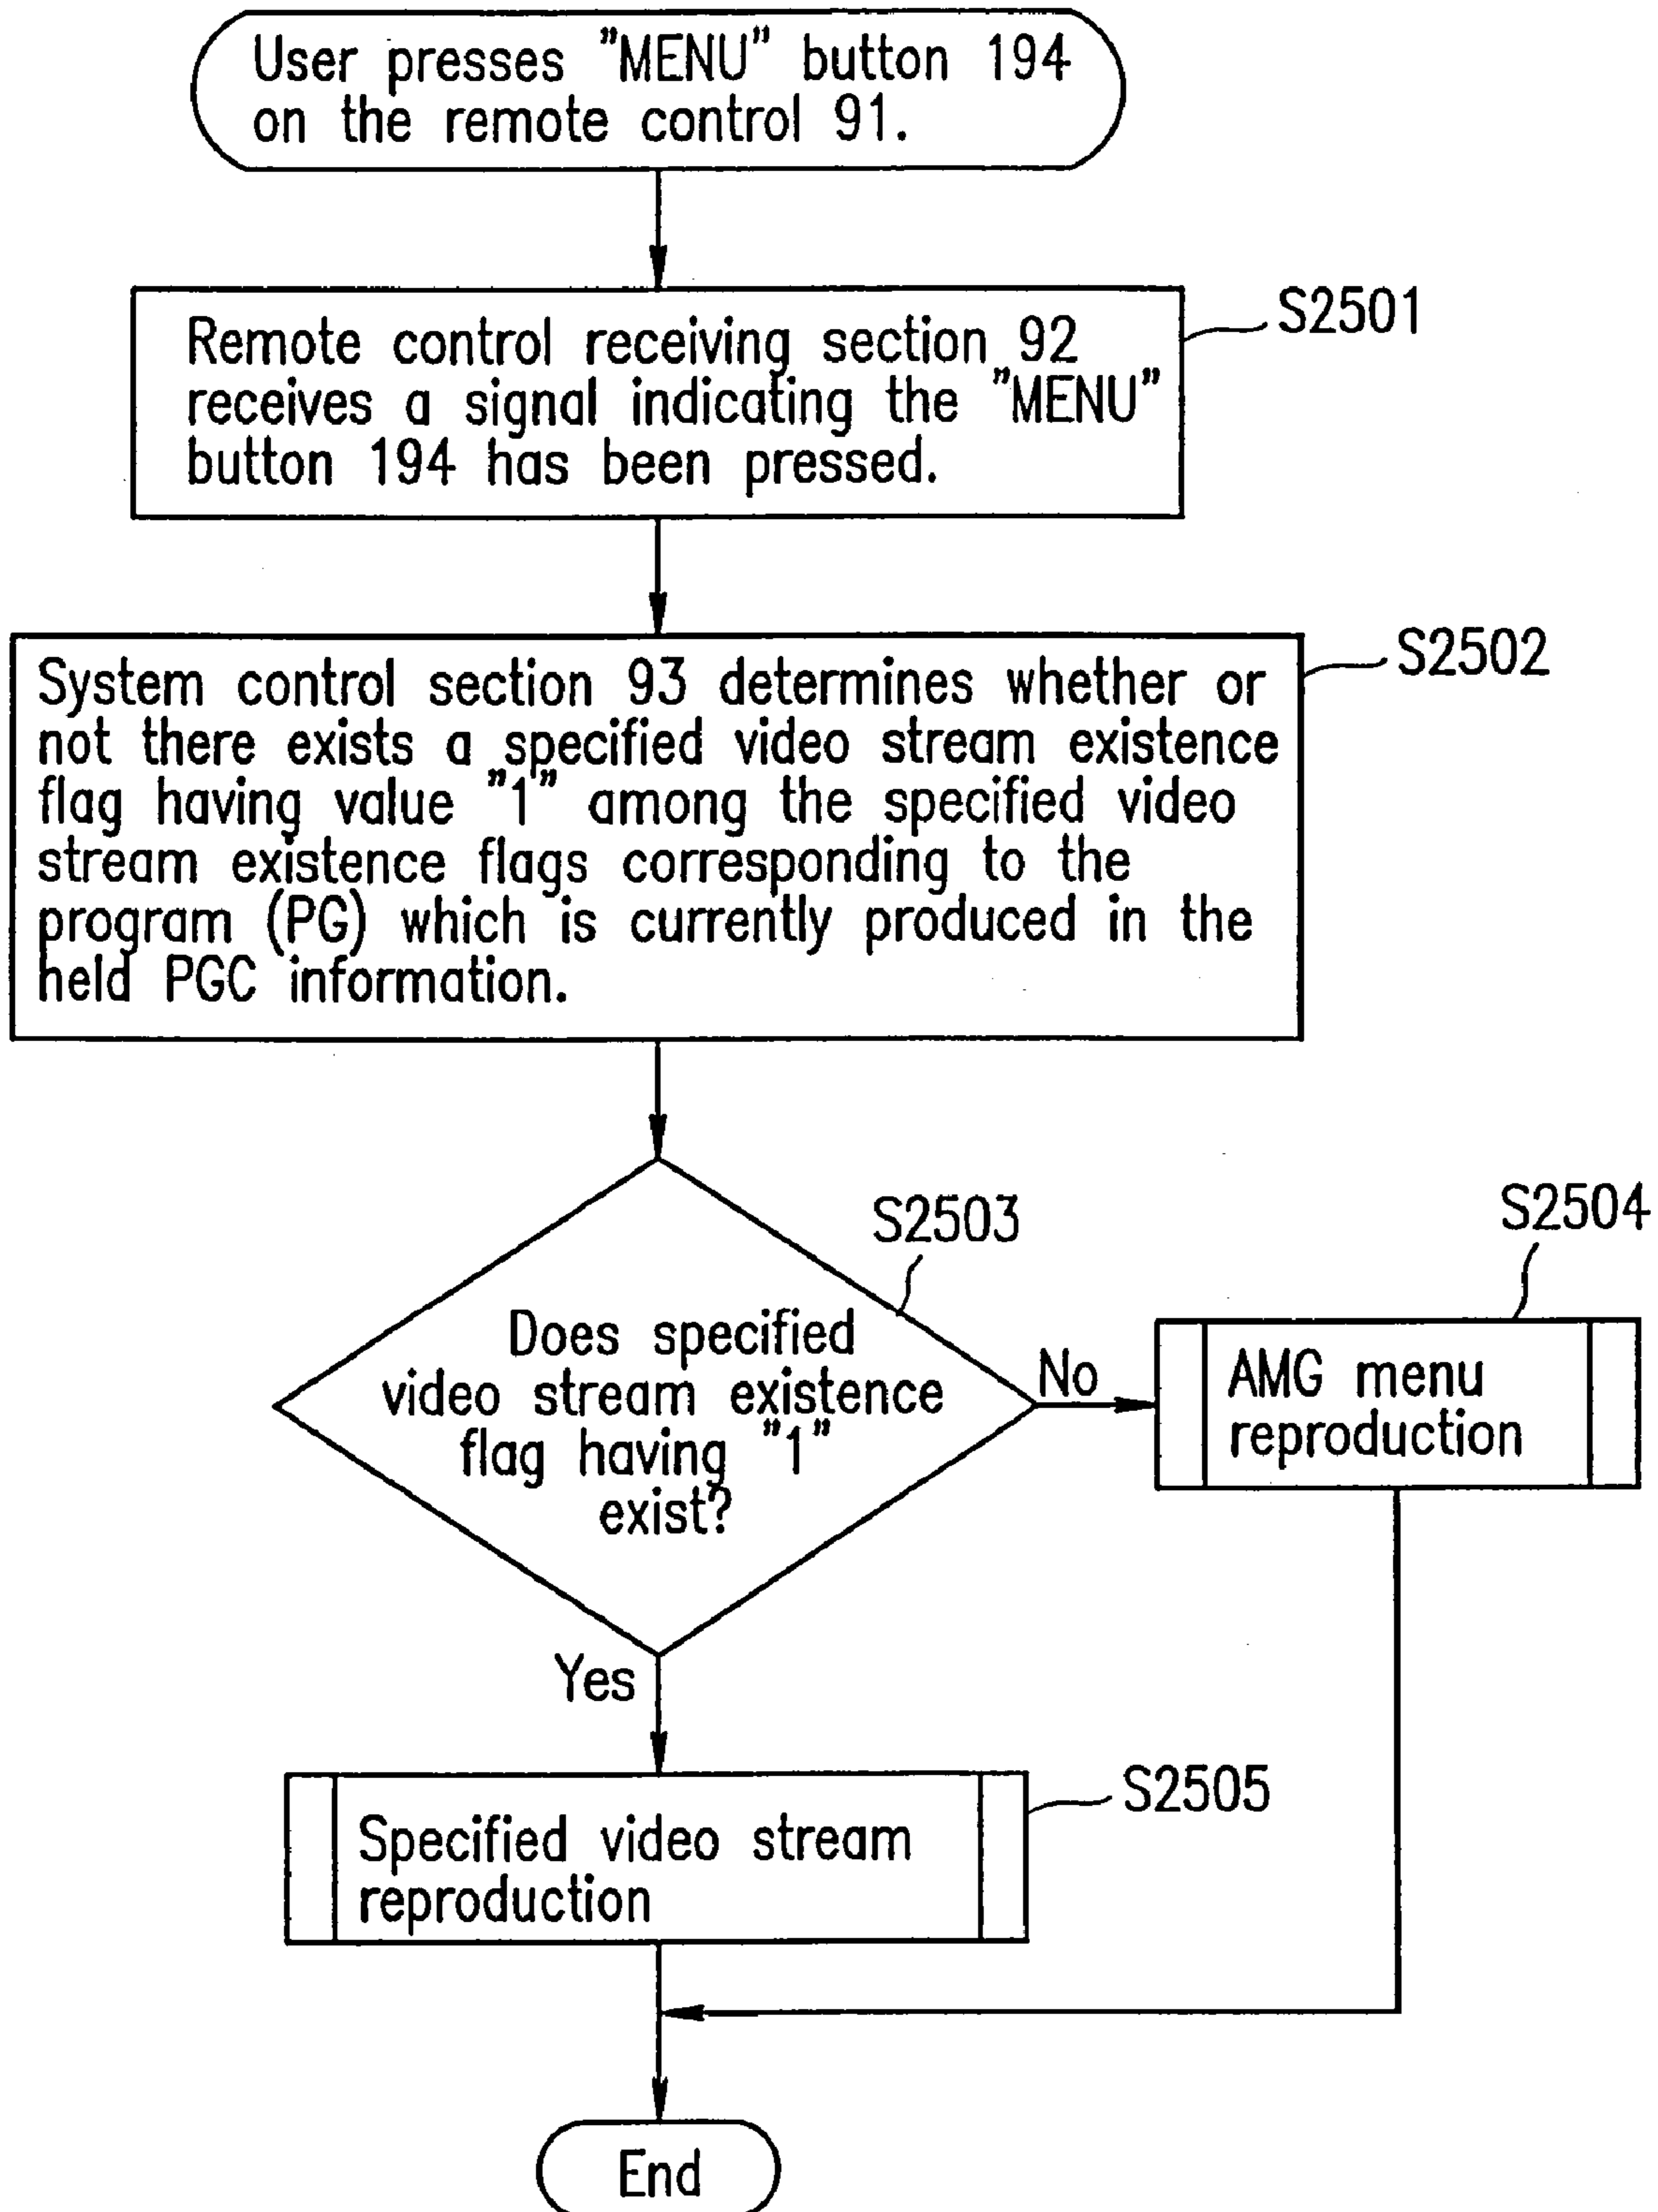 User presses "MENU" button 194
on the remote control 91.
S2501
Remote control receiving section 92
receives a signal indicating the "MENU"
button 194 has been pressed.
S2502
System control section 93 determines whether or
not there exists a specified video stream existence
flag having value "1" among the specified video
stream existence flags corresponding to the
program (PG) which is currently produced in the
held PGC information.
S2503
Does specified
video stream existence
flag having "1"
exist?
No
S2504
AMG menu
reproduction
Yes
S2505
Specified video stream
reproduction
End